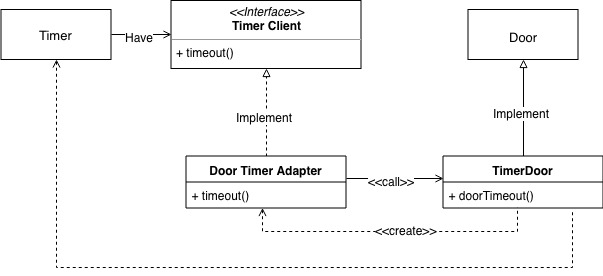 Timer
Have
<<Interface>>
Timer Client
+ timeout()
Door
Implement
Implement
Door Timer Adapter
+ timeout()
<<call>>
TimerDoor
+ doorTimeout()
<<create>>